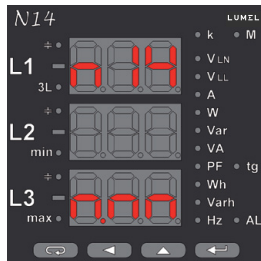 N14 LUMEL
k M
n14
L1
VLN
VLL
3L
A
W
L2
Var
VA
min
PF tg
Wh
L3
Varh
max
Hz AL